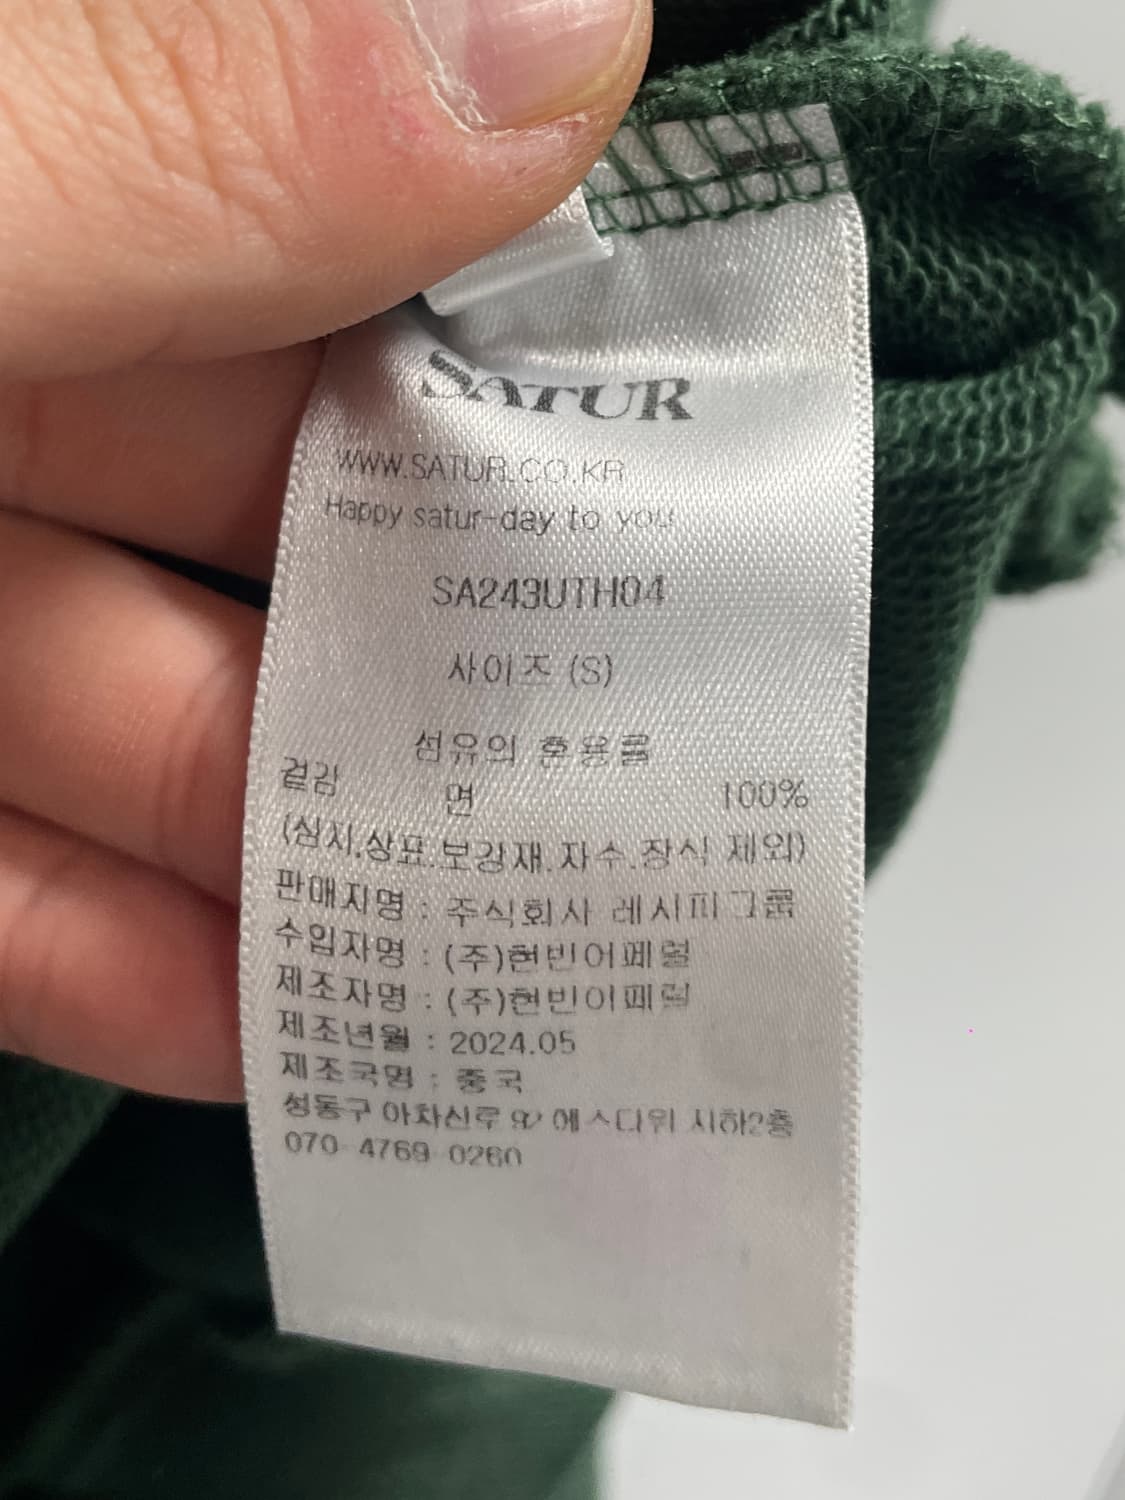 SATUR
WWW.SATUR.CO.KR
Happy satur-day to you
SA243UTH04
사이즈 (S)
섬유의 혼용률
겉감 면 100%
(심지.상표.보강재.자수.장식 제외)
판매자명 : 주식회사 레시피그룹
수입자명 : (주)현빈어패럴
제조자명 : (주)현빈어패럴
제조년월 : 2024.05
제조국명 : 중국
성동구 아차산로 에스타워 지하2층
070-4769-0260